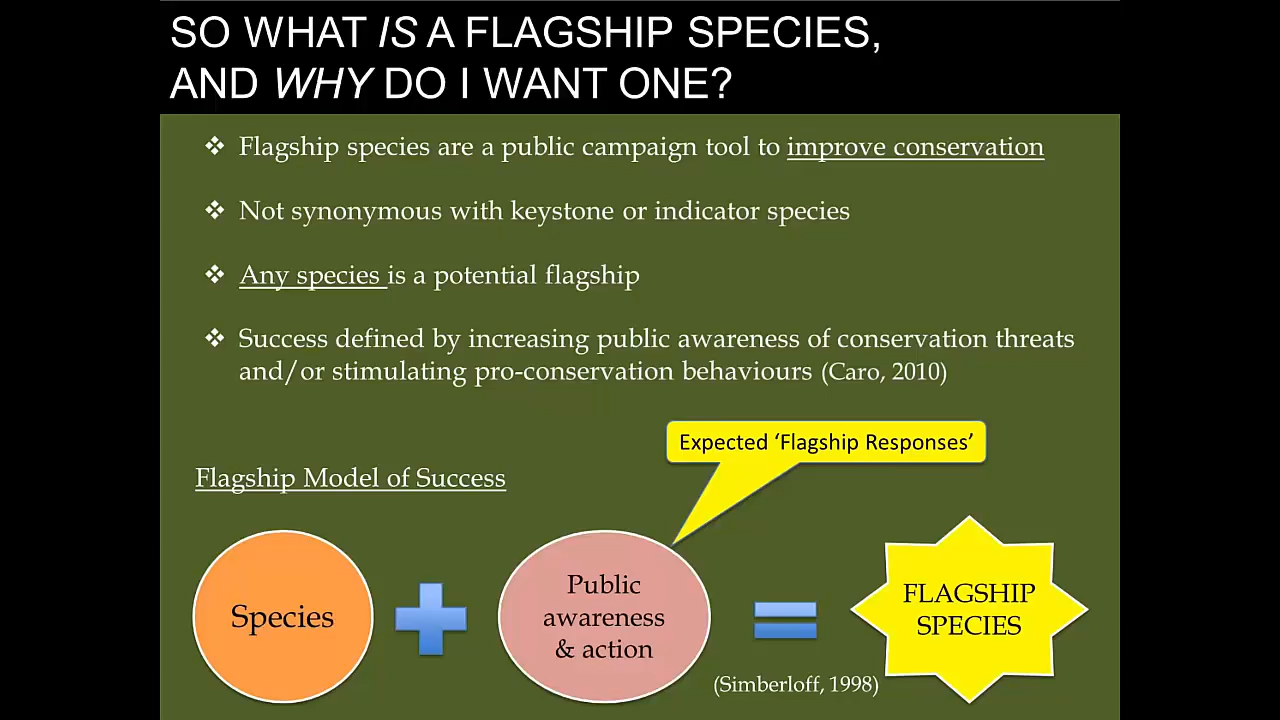 SO WHAT IS A FLAGSHIP SPECIES,
AND WHY DO I WANT ONE?
❖ Flagship species are a public campaign tool to improve conservation
❖ Not synonymous with keystone or indicator species
❖ Any species is a potential flagship
❖ Success defined by increasing public awareness of conservation threats
and/or stimulating pro-conservation behaviours (Caro, 2010)
Expected ‘Flagship Responses’
Flagship Model of Success
Species
Public
awareness
& action
FLAGSHIP
SPECIES
(Simberloff, 1998)